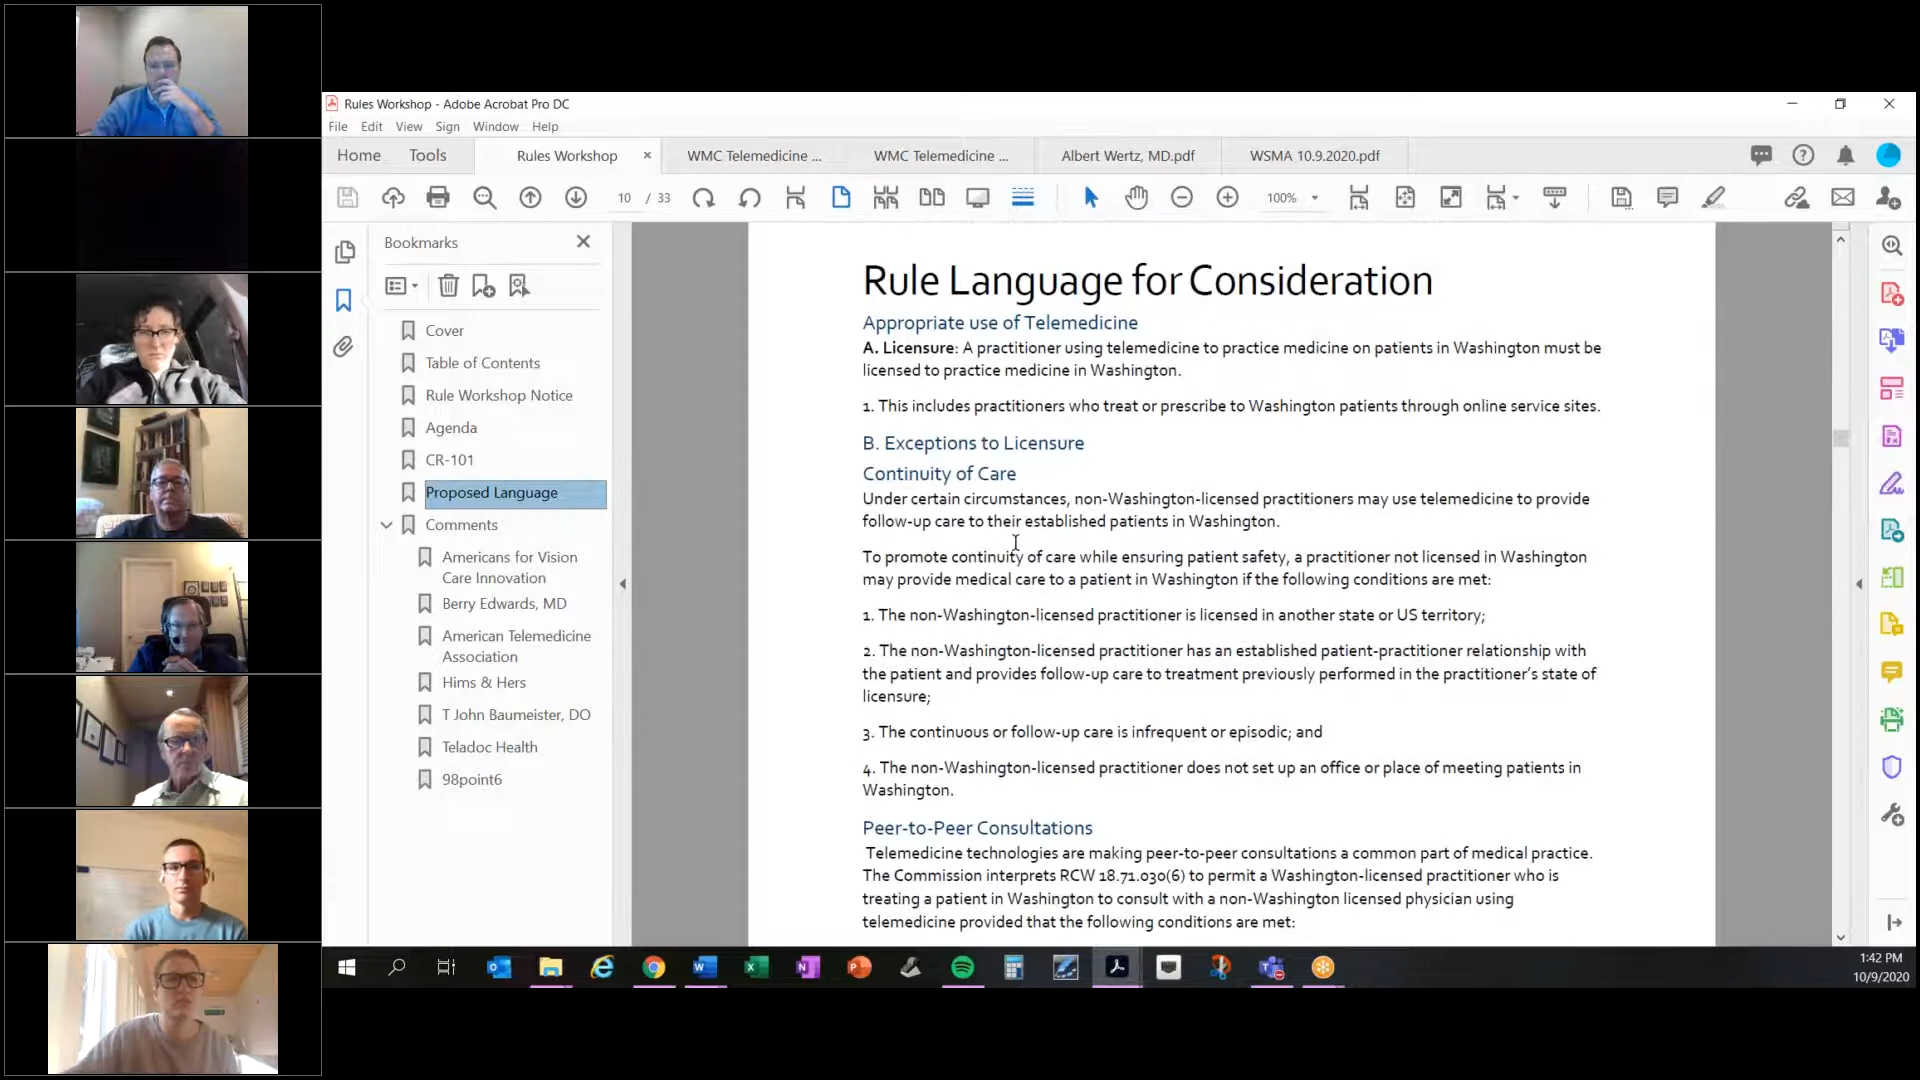 Rules Workshop - Adobe Acrobat Pro DC
File Edit View Sign Window Help
Home Tools Rules Workshop WMC Telemedicine ... WMC Telemedicine ... Albert Wertz, MD.pdf WSMA 10.9.2020.pdf
10 / 33 100%
Bookmarks
Cover
Table of Contents
Rule Workshop Notice
Agenda
CR-101
Proposed Language
Comments
Americans for Vision
Care Innovation
Berry Edwards, MD
American Telemedicine
Association
Hims & Hers
T John Baumeister, DO
Teladoc Health
98point6
Rule Language for Consideration
Appropriate use of Telemedicine
A. Licensure: A practitioner using telemedicine to practice medicine on patients in Washington must be
licensed to practice medicine in Washington.
1. This includes practitioners who treat or prescribe to Washington patients through online service sites.
B. Exceptions to Licensure
Continuity of Care
Under certain circumstances, non-Washington-licensed practitioners may use telemedicine to provide
follow-up care to their established patients in Washington.
To promote continuity of care while ensuring patient safety, a practitioner not licensed in Washington
may provide medical care to a patient in Washington if the following conditions are met:
1. The non-Washington-licensed practitioner is licensed in another state or US territory;
2. The non-Washington-licensed practitioner has an established patient-practitioner relationship with
the patient and provides follow-up care to treatment previously performed in the practitioner's state of
licensure;
3. The continuous or follow-up care is infrequent or episodic; and
4. The non-Washington-licensed practitioner does not set up an office or place of meeting patients in
Washington.
Peer-to-Peer Consultations
Telemedicine technologies are making peer-to-peer consultations a common part of medical practice.
The Commission interprets RCW 18.71.030(6) to permit a Washington-licensed practitioner who is
treating a patient in Washington to consult with a non-Washington licensed physician using
telemedicine provided that the following conditions are met:
1:42 PM
10/9/2020